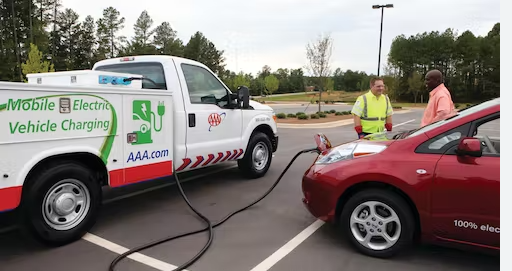 Mobile Electric
Vehicle Charging
AAA.com
AAA
100% elec